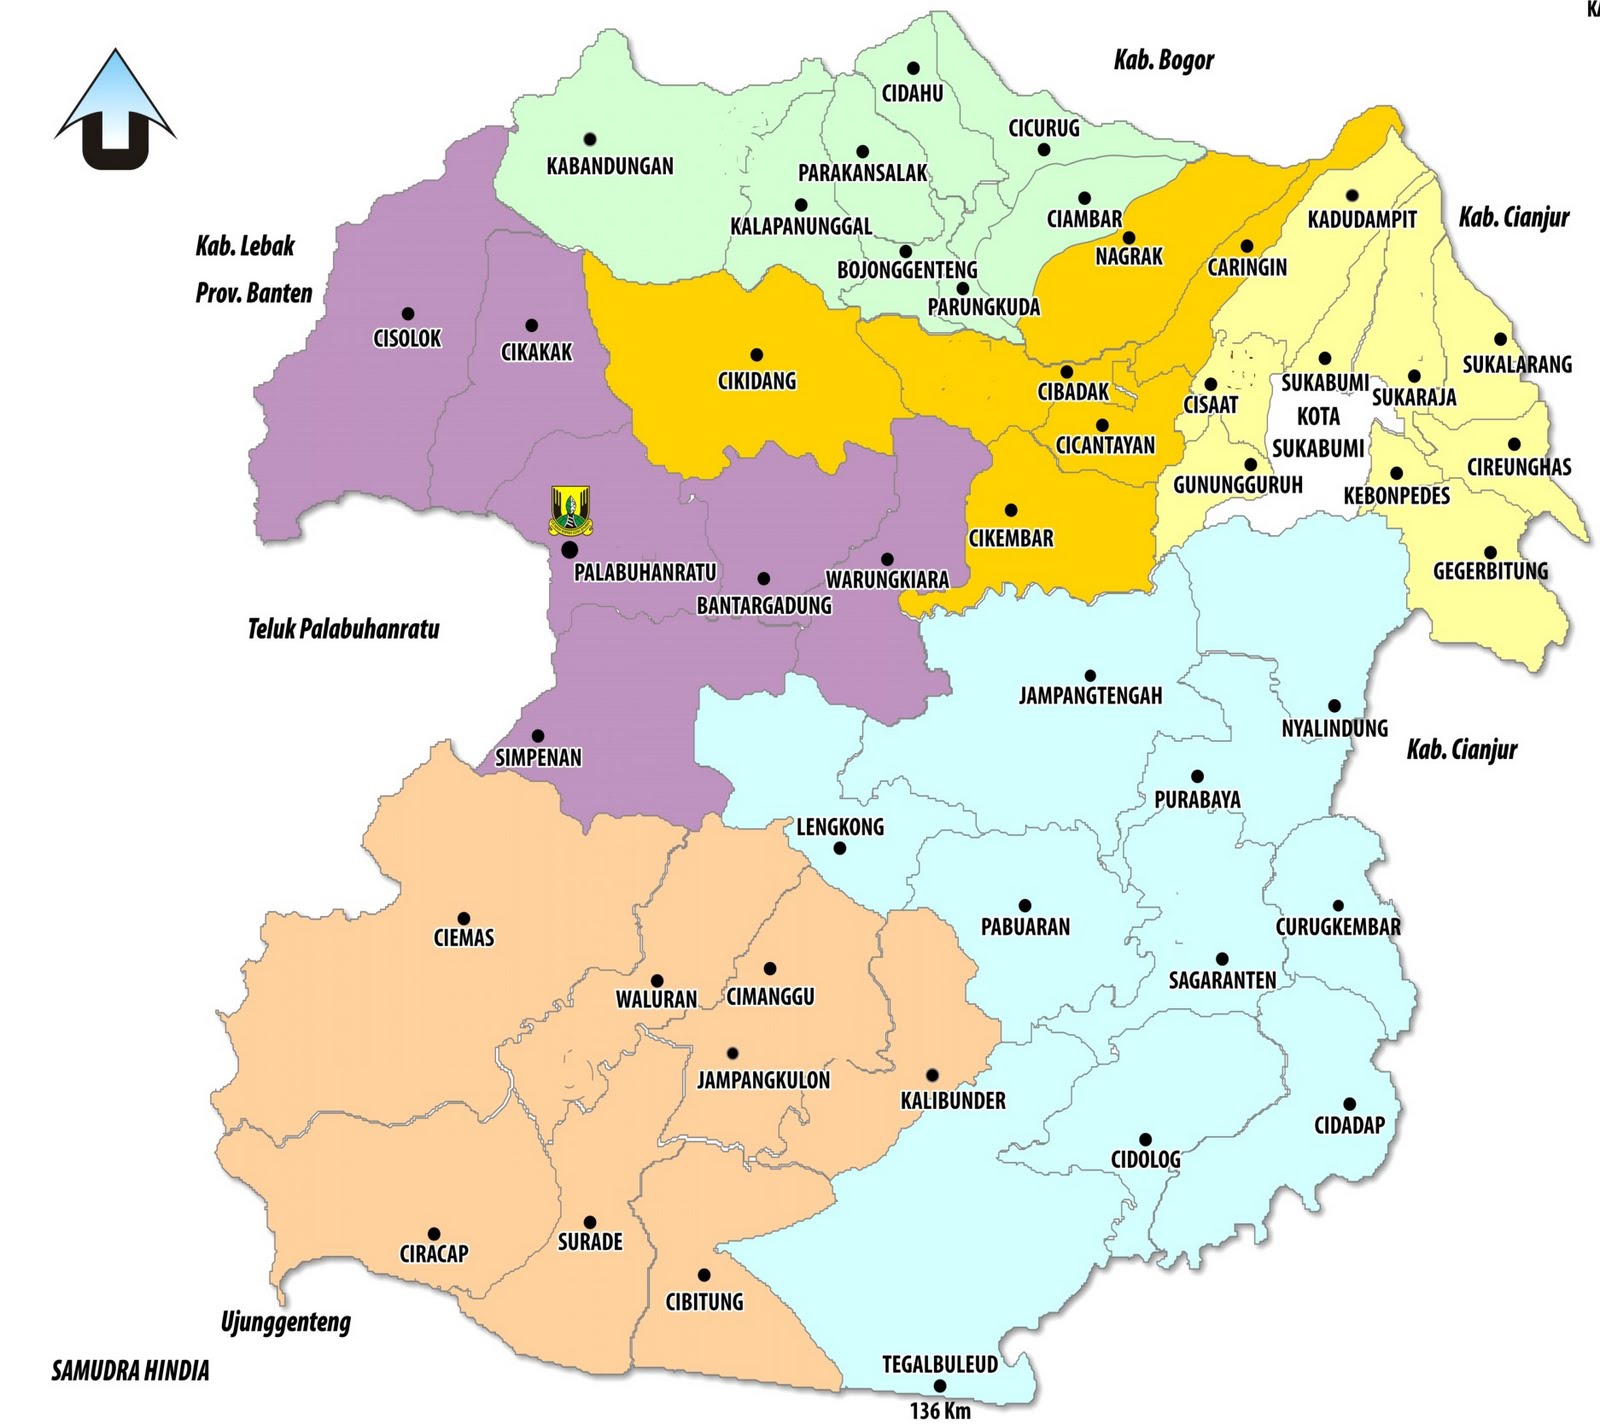 KA
Kab. Bogor
CIDAHU
CICURUG
KABANDUNGAN
PARAKANSALAK
KALAPANUNGGAL
CIAMBAR
KADUDAMPIT
Kab. Cianjur
Kab. Lebak
Prov. Banten
NAGRAK
CARINGIN
BOJONGGENTENG
PARUNGKUDA
CISOLOK
CIKAKAK
CIKIDANG
CIBADAK
CISAAT
SUKABUMI
SUKARAJA
SUKALARANG
KOTA
SUKABUMI
CICANTAYAN
GUNUNGGURUH
KEBONPEDES
CIREUNGHAS
CIKEMBAR
GEGERBITUNG
PALABUHANRATU
BANTARGADUNG
WARUNGKIARA
Teluk Palabuhanratu
JAMPANGTENGAH
NYALINDUNG
Kab. Cianjur
SIMPENAN
PURABAYA
LENGKONG
CIEMAS
PABUARAN
CURUGKEMBAR
SAGARANTEN
WALURAN
CIMANGGU
JAMPANGKULON
KALIBUNDER
CIDADAP
CIDOLOG
CIRACAP
SURADE
CIBITUNG
Ujunggenteng
SAMUDRA HINDIA
TEGALBULEUD
136 Km